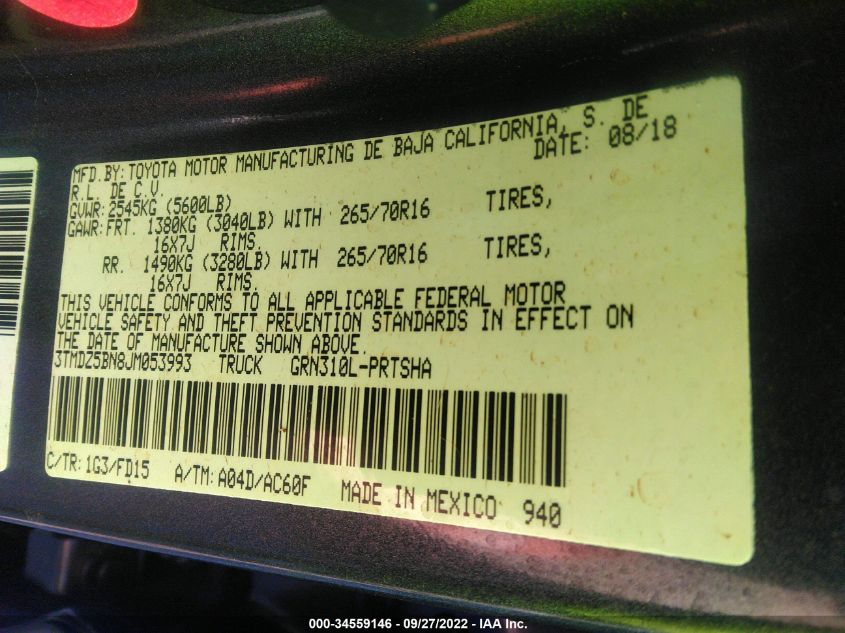 MFD.BY:TOYOTA MOTOR MANUFACTURING DE BAJA CALIFORNIA, S. DE
R.L. DE C.V. DATE: 08/18
GVWR:2545KG (5600LB)
GAWR:FRT. 1380KG (3040LB) WITH 265/70R16 TIRES,
16X7J RIMS.
RR. 1490KG (3280LB) WITH 265/70R16 TIRES,
16X7J RIMS.
THIS VEHICLE CONFORMS TO ALL APPLICABLE FEDERAL MOTOR
VEHICLE SAFETY AND THEFT PREVENTION STANDARDS IN EFFECT ON
THE DATE OF MANUFACTURE SHOWN ABOVE.
3TMDZ5BN8JM053993 TRUCK GRN310L-PRTSHA
C/TR:1G3/FD15 A/TM:A04D/AC60F MADE IN MEXICO 940
000-34559146 - 09/27/2022 - IAA Inc.